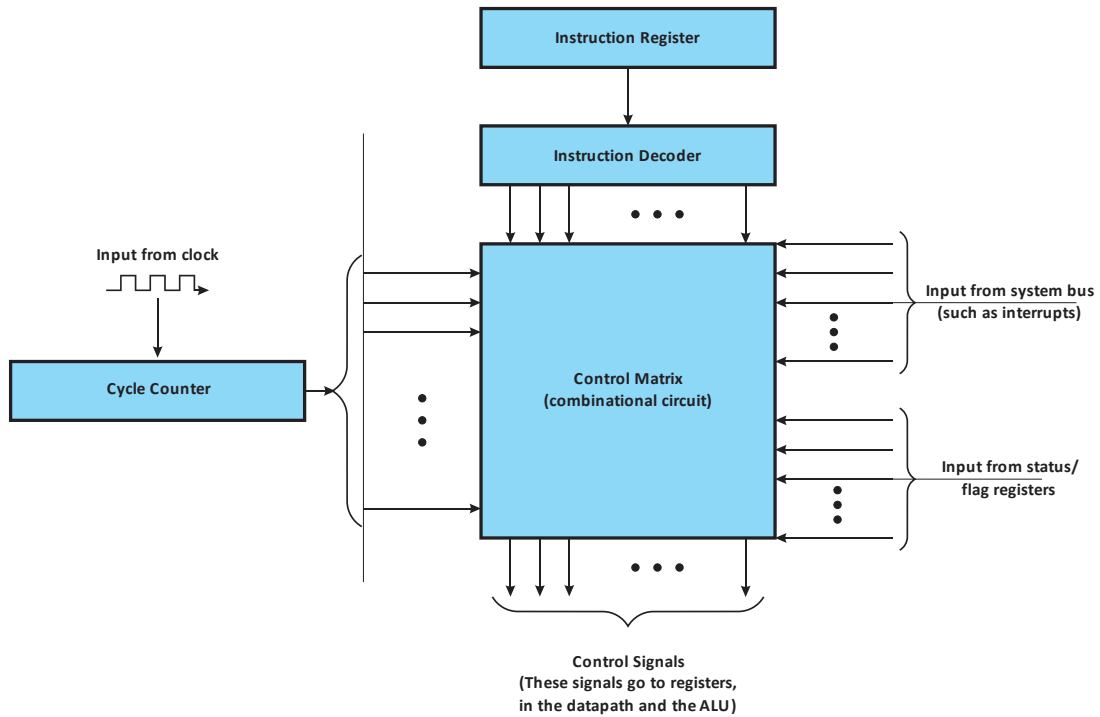 Instruction Register
Instruction Decoder
Input from clock
Cycle Counter
Control Matrix
(combinational circuit)
Input from system bus
(such as interrupts)
Input from status/
flag registers
Control Signals
(These signals go to registers,
in the datapath and the ALU)